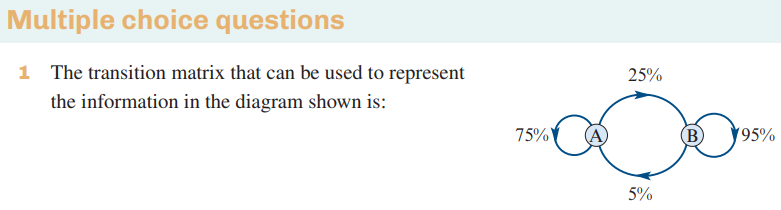 Multiple choice questions
1 The transition matrix that can be used to represent
the information in the diagram shown is:
25%
75% A B 95%
5%